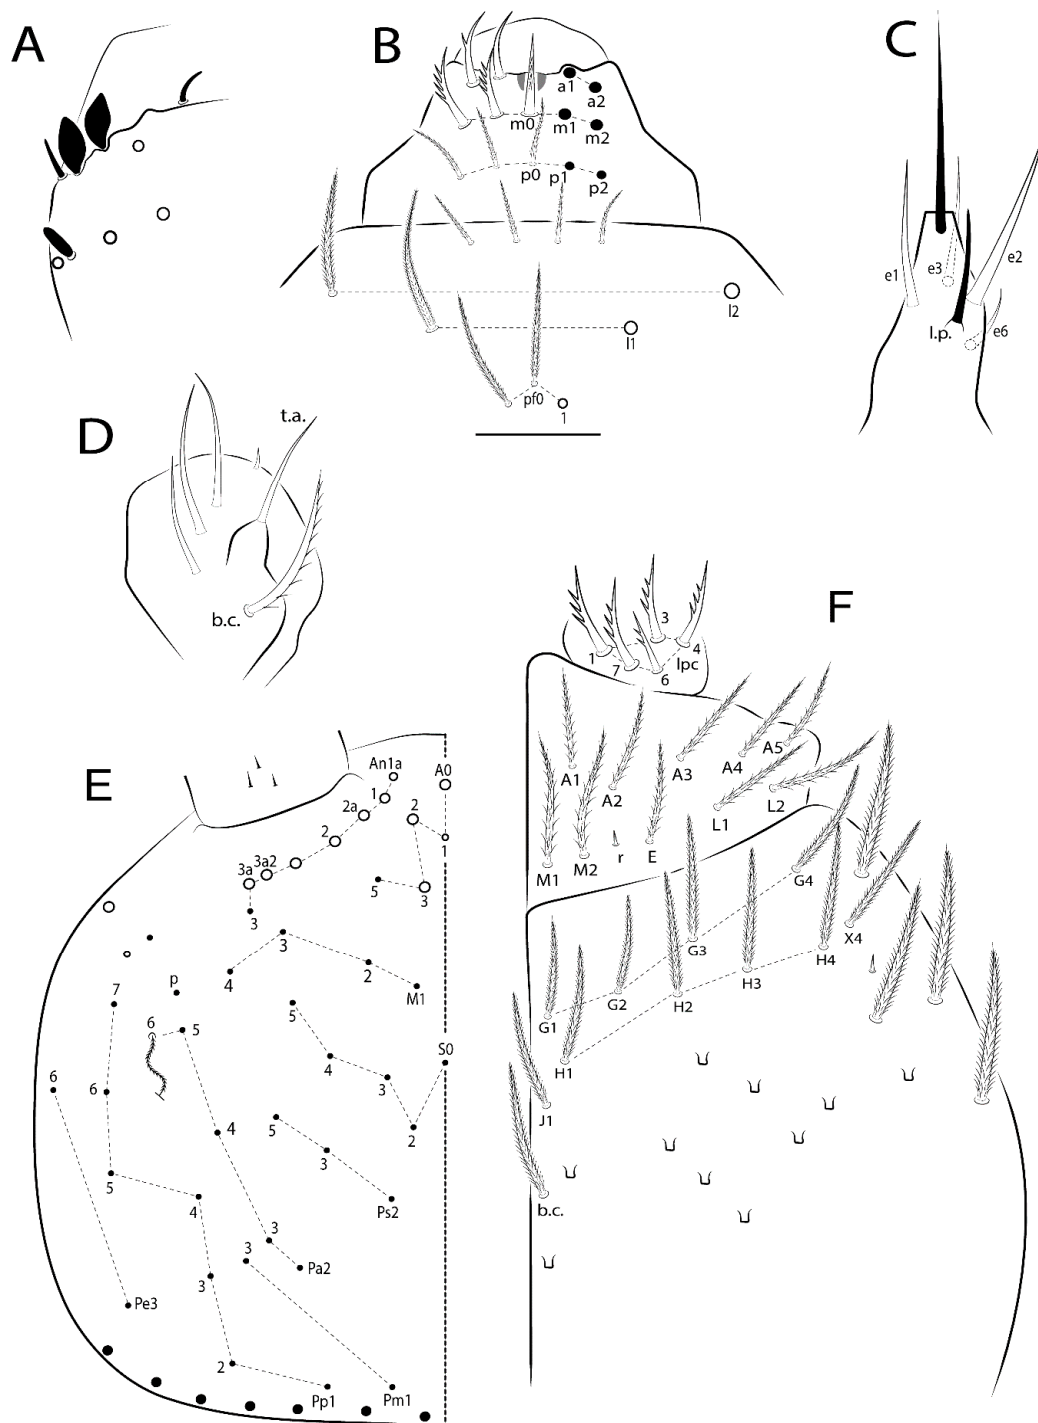 A
B
a1
a2
m0
m1
m2
p0
p1
p2
l2
l1
pf0
1
C
e1
e3
e2
l.p.
e6
D
t.a.
b.c.
E
An1a
A0
1
2a
2
2
1
3a2
3a
5
3
3
3
4
2
M1
p
7
5
6
5
S0
4
3
6
6
2
5
4
3
5
4
Ps2
3
3
Pa2
3
Pe3
2
Pp1
Pm1
F
3
1
4
lpc
7
6
A1
A2
A3
A4
A5
L1
L2
M1
M2
r
E
G4
G3
X4
H4
H3
G2
H2
G1
H1
J1
b.c.